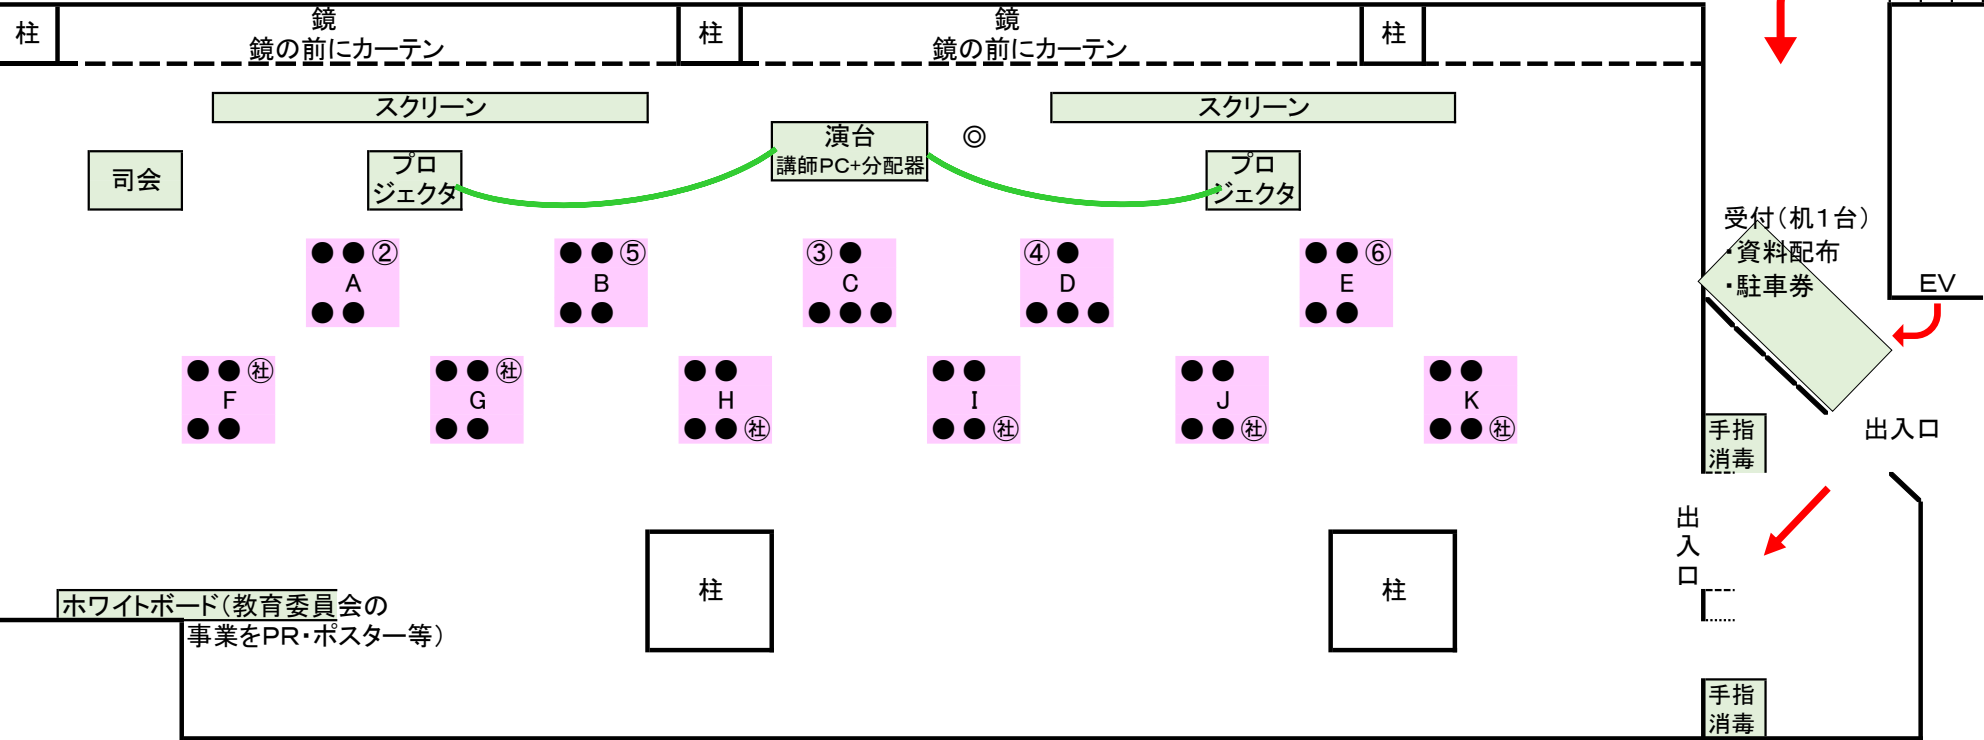 柱
鏡
鏡の前にカーテン
柱
鏡
鏡の前にカーテン
柱
スクリーン
スクリーン
演台
講師PC+分配器
◎
司会
プロ
ジェクタ
プロ
ジェクタ
受付(机1台)
・資料配布
・駐車券
EV
●●②
A
●●
●●⑤
B
●●
③●
C
●●●
④●
D
●●●
●●⑥
E
●●
●●㊓
F
●●
●●㊓
G
●●
●●
H
●●㊓
●●
I
●●㊓
●●
J
●●㊓
●●
K
●●㊓
手指
消毒
出入口
出
入
口
柱
柱
ホワイトボード(教育委員会の
事業をPR・ポスター等)
手指
消毒